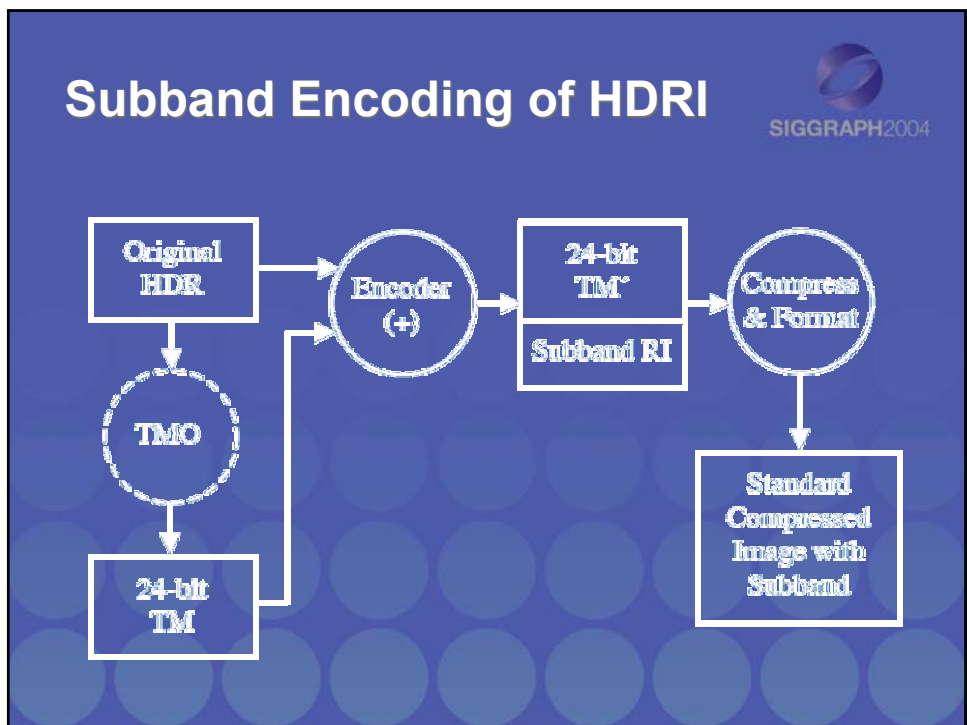 Subband Encoding of HDRI
SIGGRAPH2004
Original
HDR
Encoder
(+)
24-bit
TM*
Subband RI
Compress
& Format
TMO
24-bit
TM
Standard
Compressed
Image with
Subband